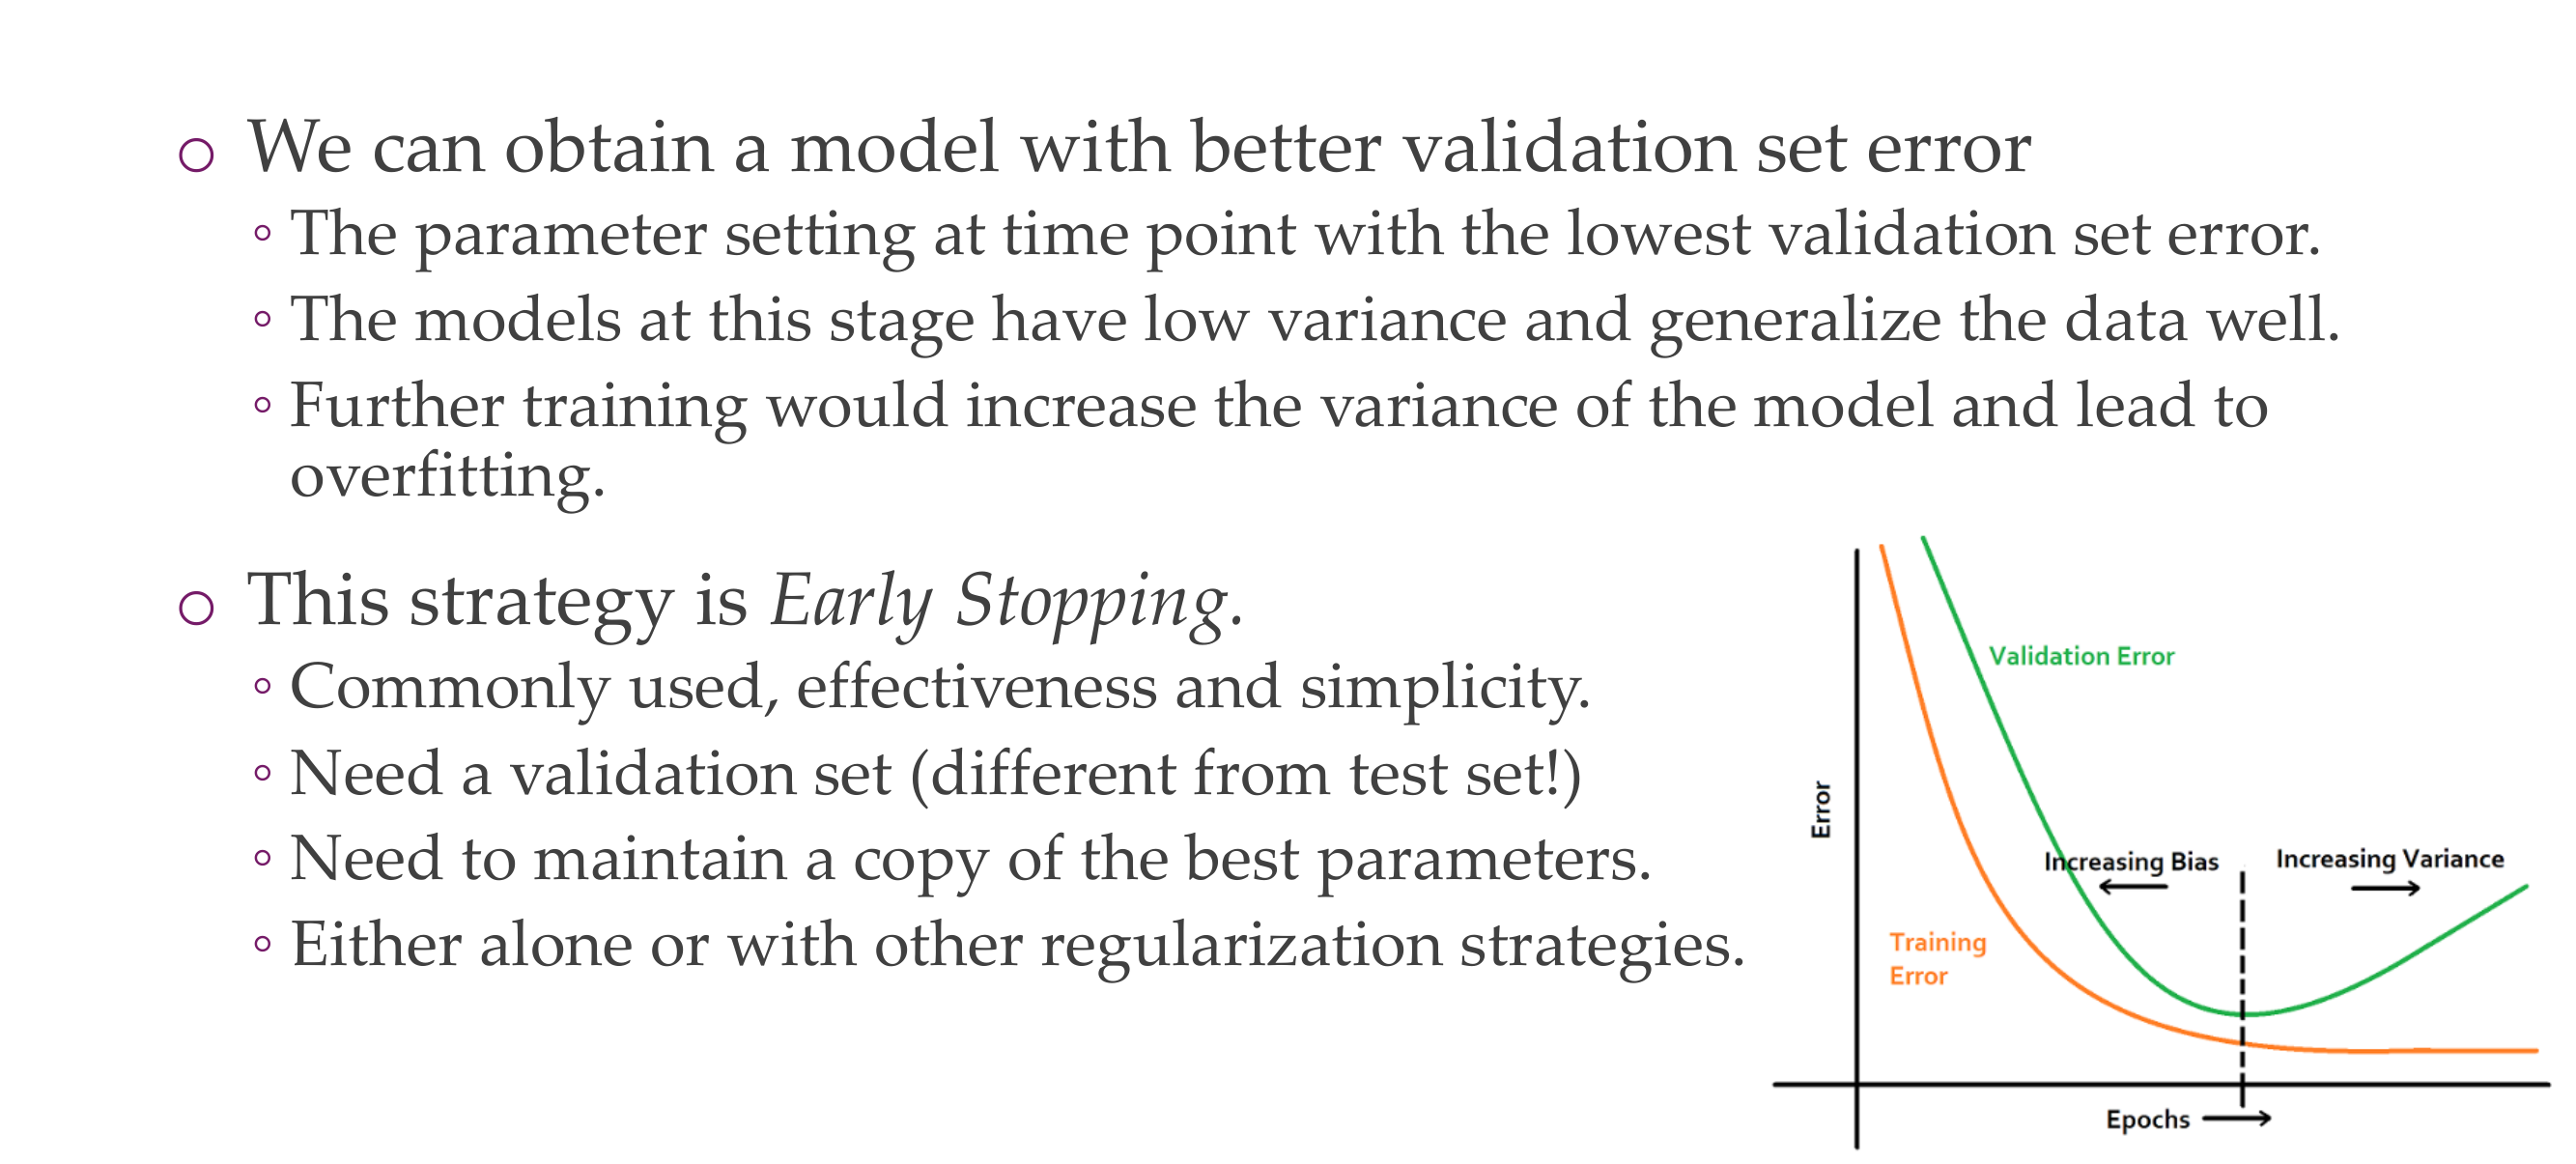 We can obtain a model with better validation set error
The parameter setting at time point with the lowest validation set error.
The models at this stage have low variance and generalize the data well.
Further training would increase the variance of the model and lead to
overfitting.
This strategy is Early Stopping.
Commonly used, effectiveness and simplicity.
Need a validation set (different from test set!)
Need to maintain a copy of the best parameters.
Either alone or with other regularization strategies.
Validation Error
Error
Increasing Bias
Increasing Variance
Training
Error
Epochs